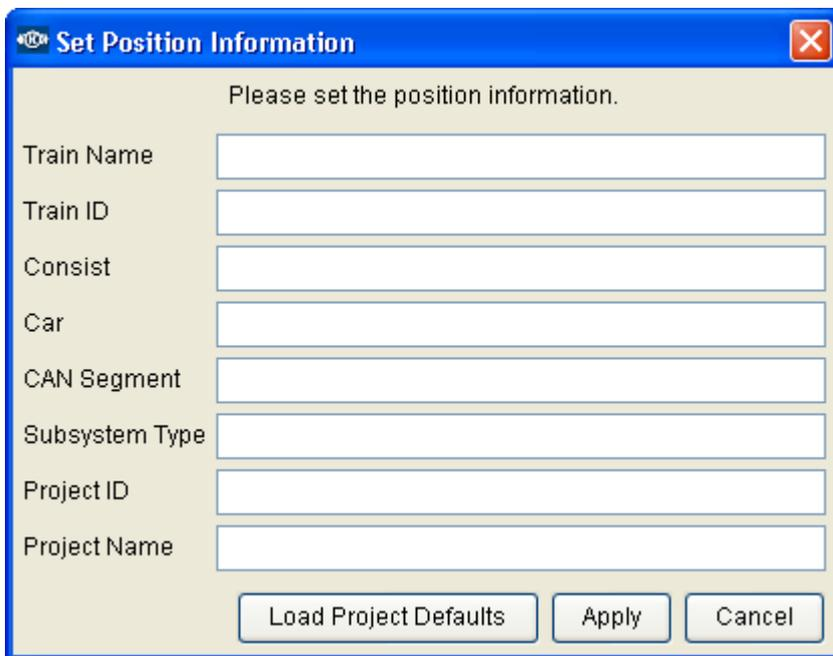 Set Position Information
Please set the position information.
Train Name
Train ID
Consist
Car
CAN Segment
Subsystem Type
Project ID
Project Name
Load Project Defaults Apply Cancel